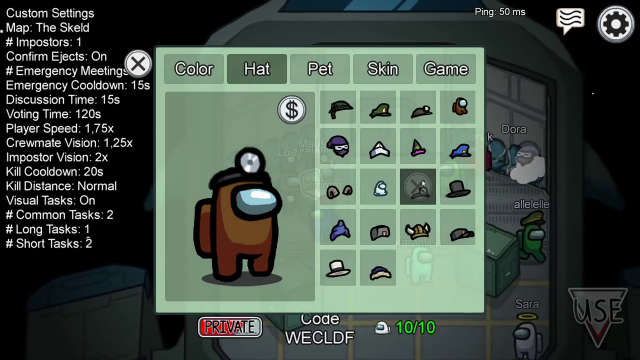 Custom Settings
Map: The Skeld
# Impostors: 1
Confirm Ejects: On
# Emergency Meetings
Emergency Cooldown: 15s
Discussion Time: 15s
Voting Time: 120s
Player Speed: 1,75x
Crewmate Vision: 1,25x
Impostor Vision: 2x
Kill Cooldown: 20s
Kill Distance: Normal
Visual Tasks: On
# Common Tasks: 2
# Long Tasks: 1
# Short Tasks: 2
Ping: 50 ms
Color Hat Pet Skin Game
$
Dora
allelelle
Sara
USE
PRIVATE
Code
WECLDF
10/10